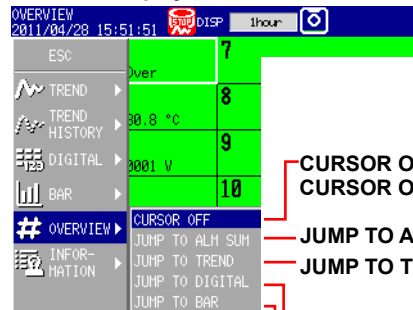 OVERVIEW
2011/04/28 15:51:51 STOP DISP 1hour
ESC
TREND
TREND
HISTORY
DIGITAL
BAR
OVERVIEW
INFOR-
MATION
7
Over
8
30.8 °C
9
0001 V
10
CURSOR OFF
JUMP TO ALM SUM
JUMP TO TREND
JUMP TO DIGITAL
JUMP TO BAR
CURSOR O
CURSOR O
JUMP TO A
JUMP TO T